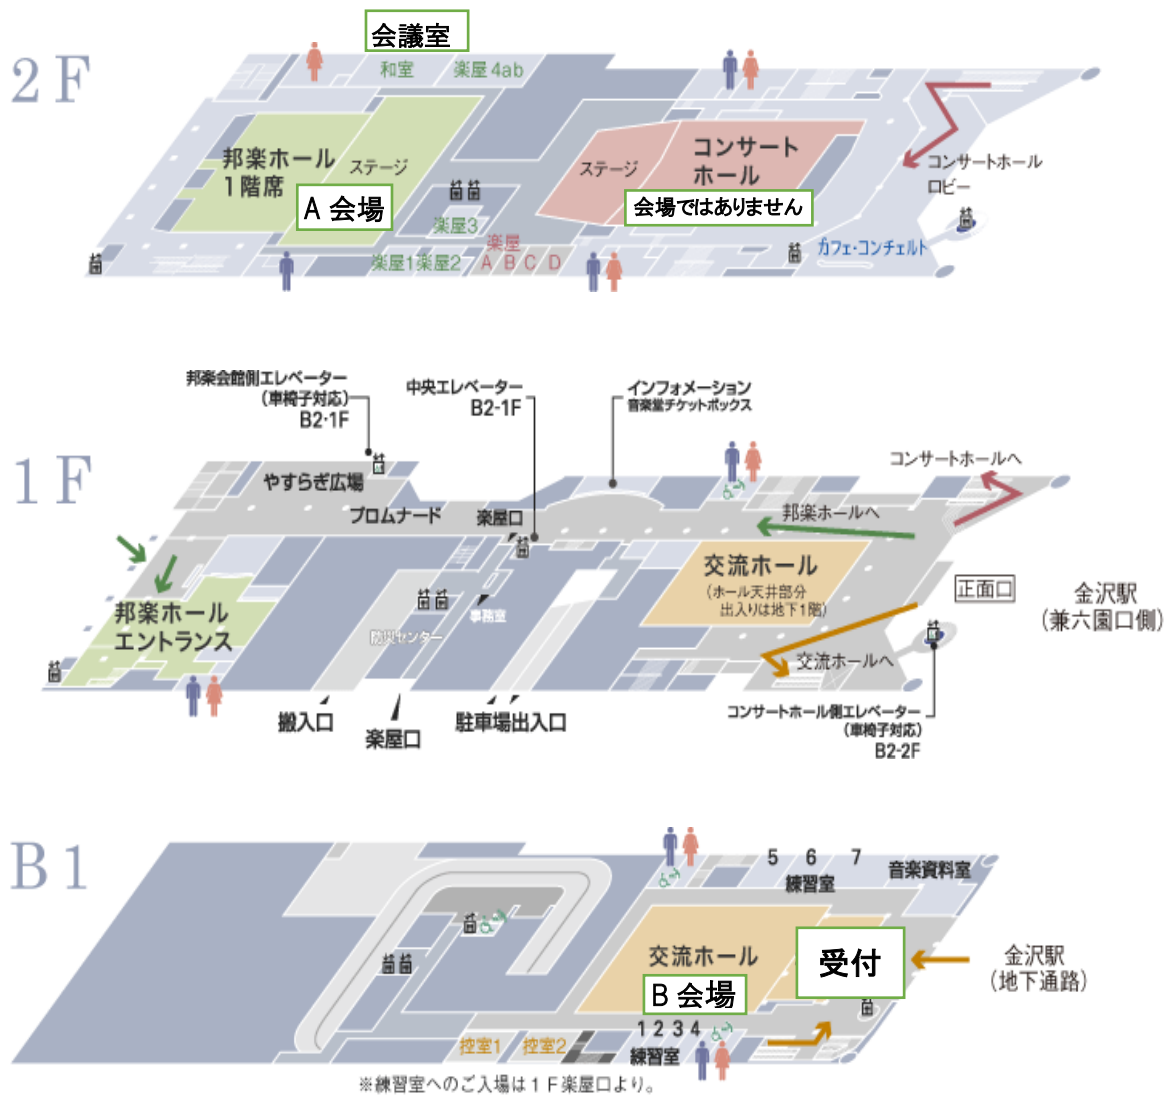 2F
会議室
和室
楽屋4ab
邦楽ホール
1階席
ステージ
A 会場
楽屋3
楽屋1楽屋2
楽屋
A B C D
ステージ
コンサート
ホール
会場ではありません
コンサートホール
ロビー
カフェ・コンチェルト
1F
邦楽会館側エレベーター
(車椅子対応)
B2・1F
中央エレベーター
B2-1F
インフォメーション
音楽堂チケットボックス
やすらぎ広場
プロムナード
楽屋口
コンサートホールへ
邦楽ホールへ
交流ホール
(ホール天井部分
出入りは地下1階)
正面口
金沢駅
(兼六園口側)
邦楽ホール
エントランス
事務室
防災センター
交流ホールへ
搬入口
楽屋口
駐車場出入口
コンサートホール側エレベーター
(車椅子対応)
B2-2F
B1
5 6 7
練習室
音楽資料室
交流ホール
B 会場
受付
金沢駅
(地下通路)
控室1
控室2
1 2 3 4
練習室
※練習室へのご入場は1F楽屋口より。